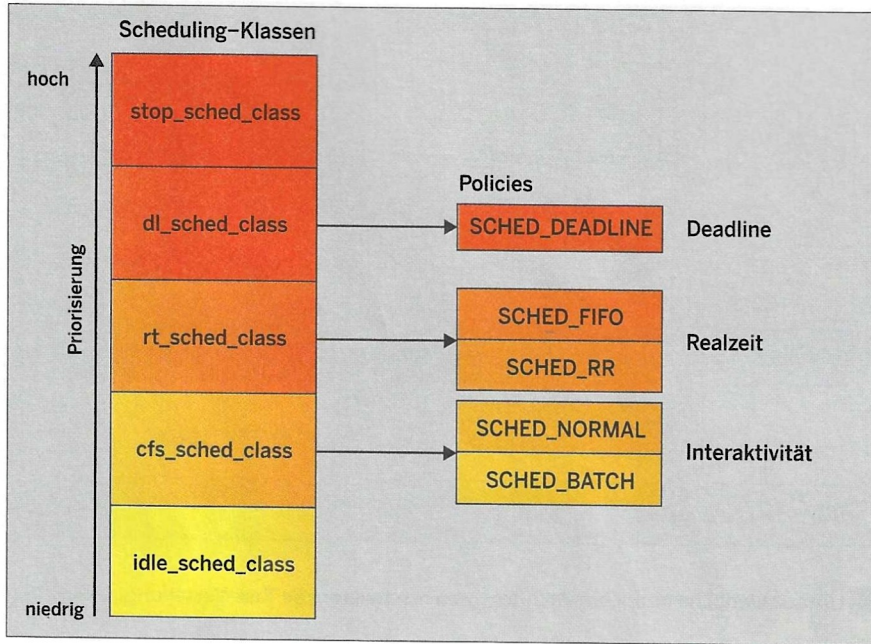 Scheduling-Klassen
hoch
stop_sched_class
Policies
dl_sched_class
SCHED_DEADLINE
Deadline
Priorisierung
rt_sched_class
SCHED_FIFO
SCHED_RR
Realzeit
cfs_sched_class
SCHED_NORMAL
SCHED_BATCH
Interaktivität
idle_sched_class
niedrig